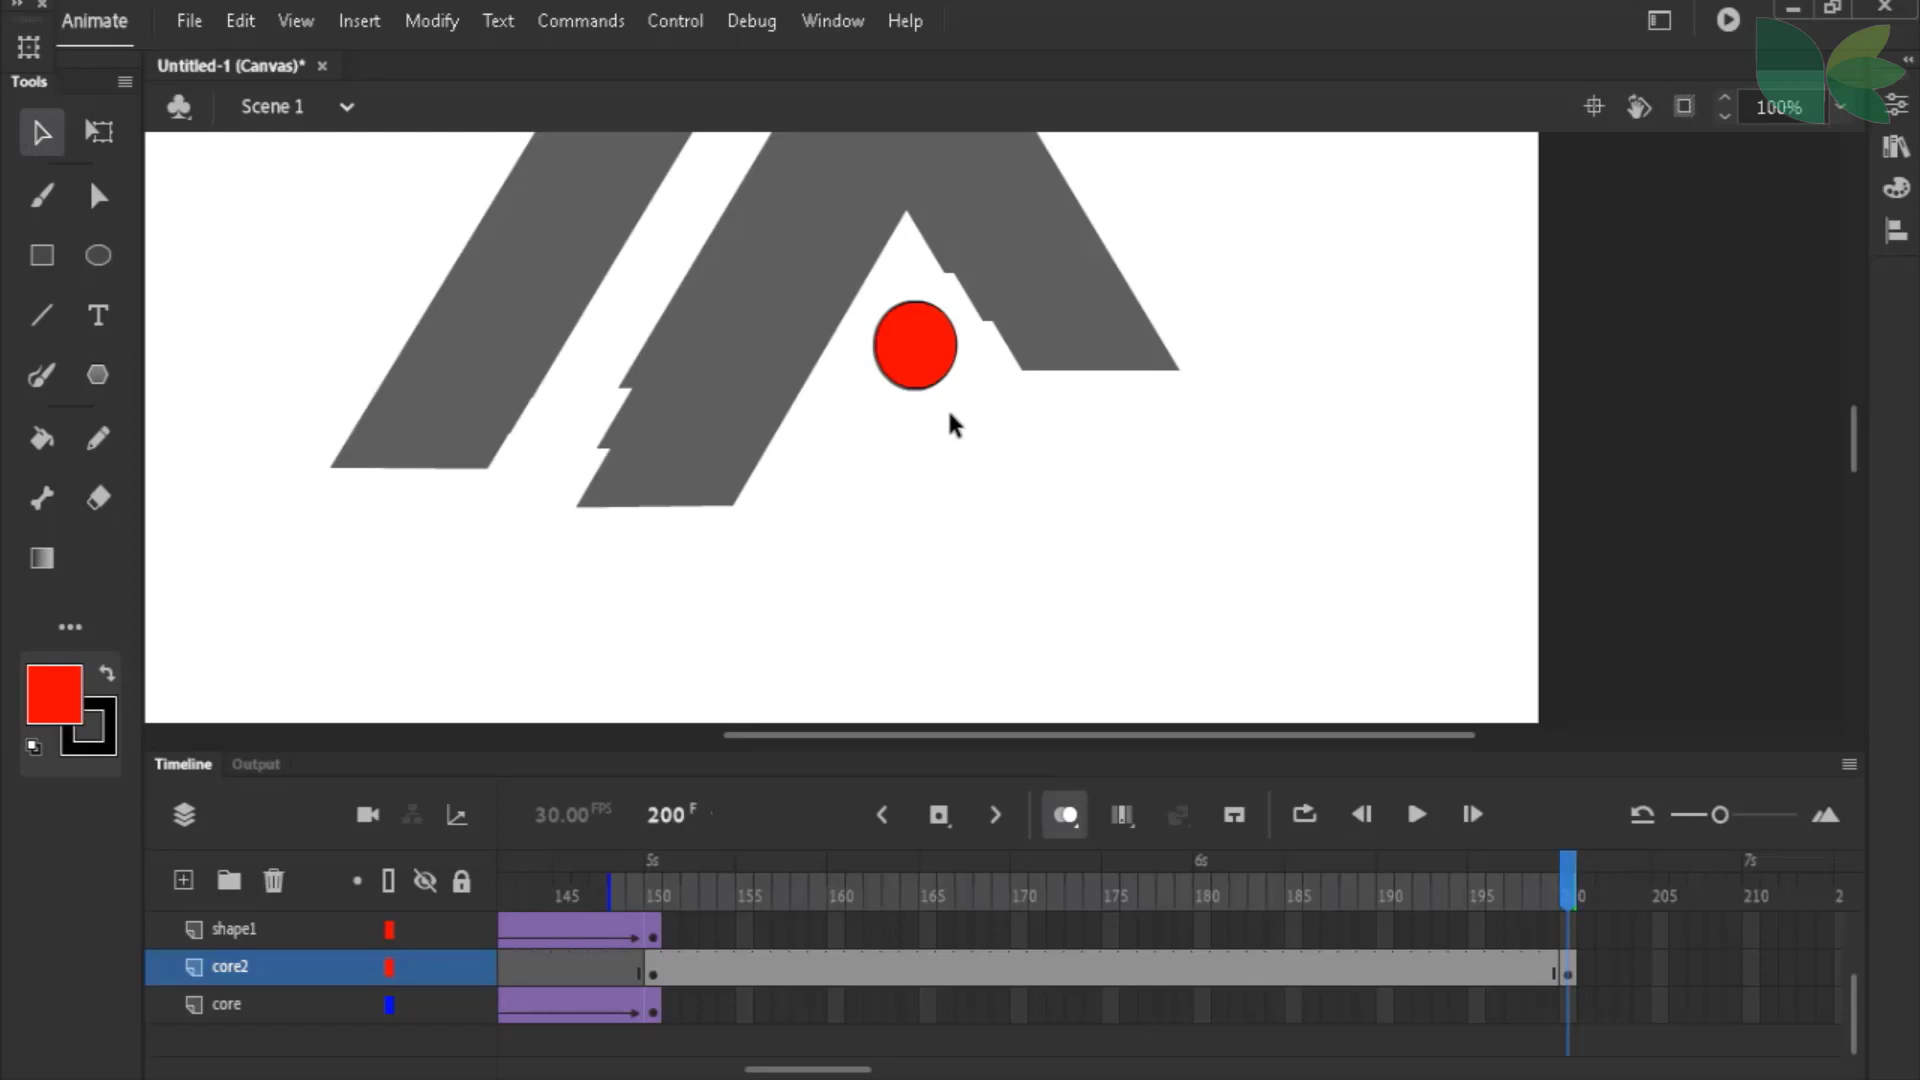 Animate File Edit View Insert Modify Text Commands Control Debug Window Help
Untitled-1 (Canvas)*
Tools
Scene 1
100%
T
Timeline Output
30.00 FPS 200 F
5s 6s 7s
145 150 155 160 165 170 175 180 185 190 195 205 210 2
shape1
core2
core